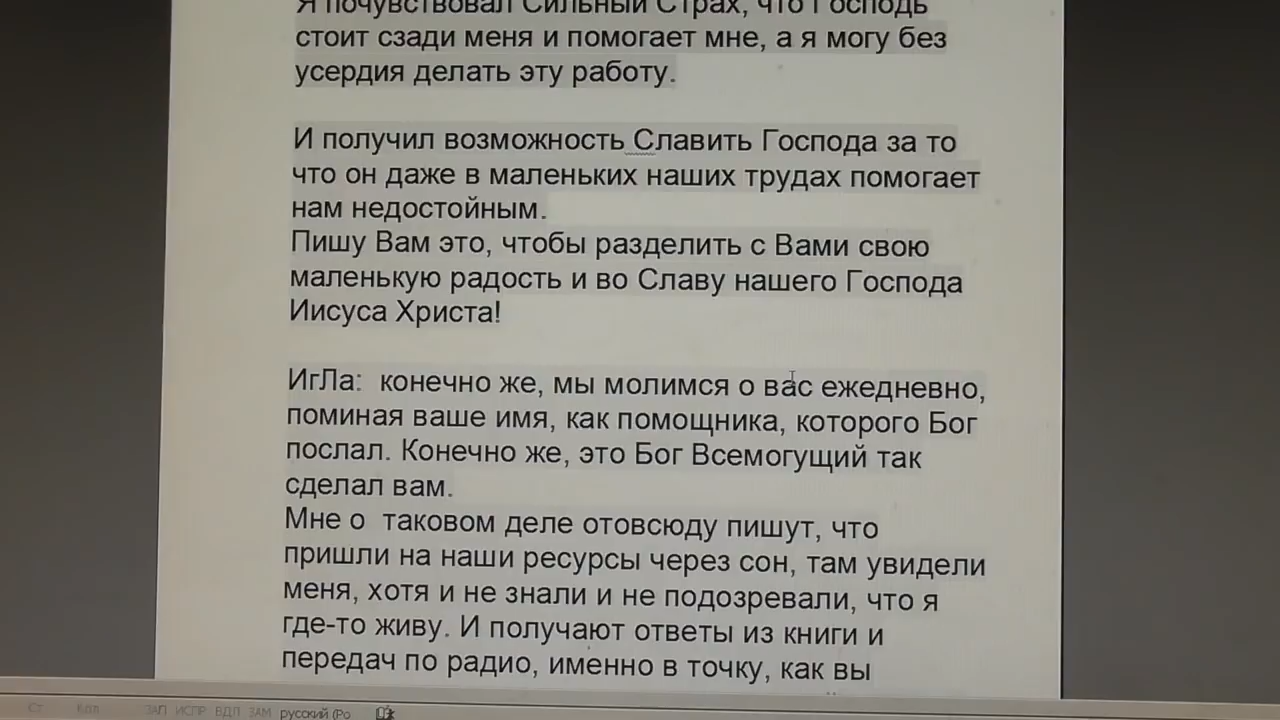 Я почувствовал Сильный Страх, что Господь
стоит сзади меня и помогает мне, а я могу без
усердия делать эту работу.
И получил возможность Славить Господа за то
что он даже в маленьких наших трудах помогает
нам недостойным.
Пишу Вам это, чтобы разделить с Вами свою
маленькую радость и во Славу нашего Господа
Иисуса Христа!
ИгЛа:  конечно же, мы молимся о вас ежедневно,
поминая ваше имя, как помощника, которого Бог
послал. Конечно же, это Бог Всемогущий так
сделал вам.
Мне о  таковом деле отовсюду пишут, что
пришли на наши ресурсы через сон, там увидели
меня, хотя и не знали и не подозревали, что я
где-то живу. И получают ответы из книги и
передач по радио, именно в точку, как вы
Ст Кол ЗАП ИСПР ВДЛ ЗАМ русский (Ро